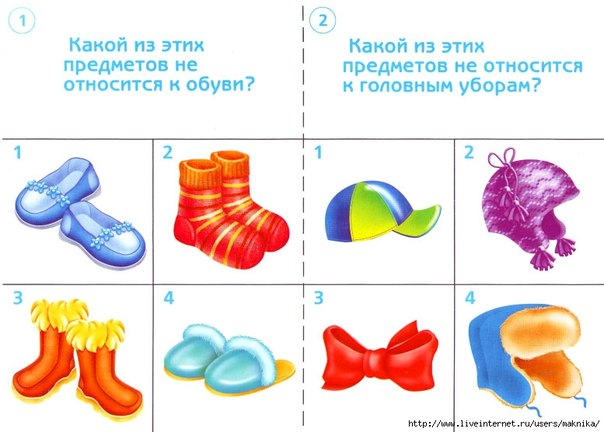 1
Какой из этих
предметов не
относится к обуви?
1
2
3
4
2
Какой из этих
предметов не относится
к головным уборам?
1
2
3
4
http://www.liveinternet.ru/users/maknika/